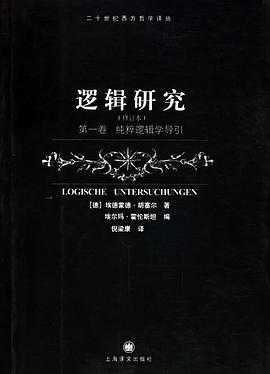 二十世纪西方哲学译丛
逻辑研究
(修订本)
第一卷 纯粹逻辑学导引
LOGISCHE UNTERSUCHUNGEN
[德] 埃德蒙德·胡塞尔 著
埃尔玛·霍伦斯坦 编
倪梁康 译
上海译文出版社